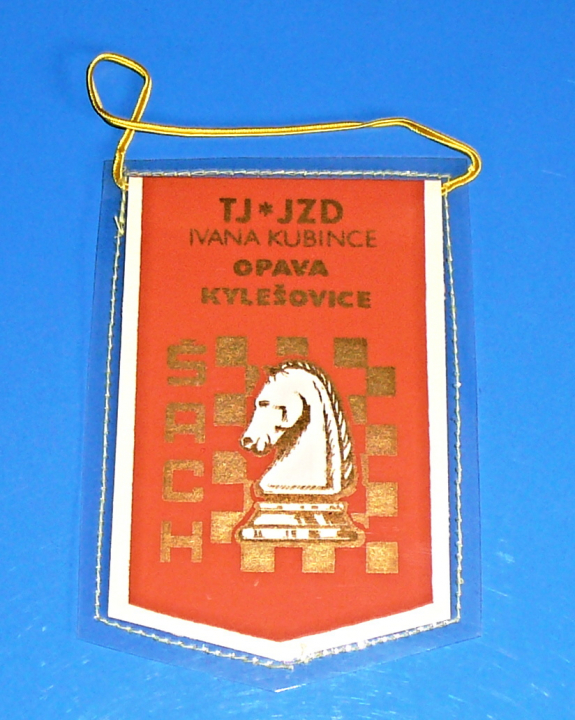 TJ*JZD
IVANA KUBINCE
OPAVA
KYLEŠOVICE
ŠACH